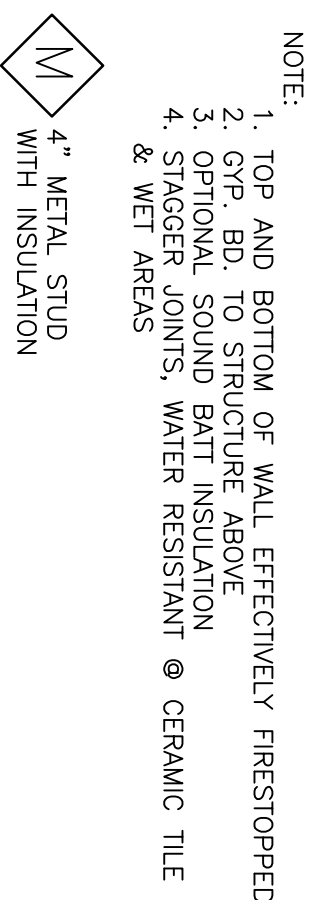 NOTE:
1. TOP AND BOTTOM OF WALL EFFECTIVELY FIRESTOPPED
2. GYP. BD. TO STRUCTURE ABOVE
3. OPTIONAL SOUND BATT INSULATION
4. STAGGER JOINTS, WATER RESISTANT @ CERAMIC TILE
& WET AREAS
M
4" METAL STUD
WITH INSULATION